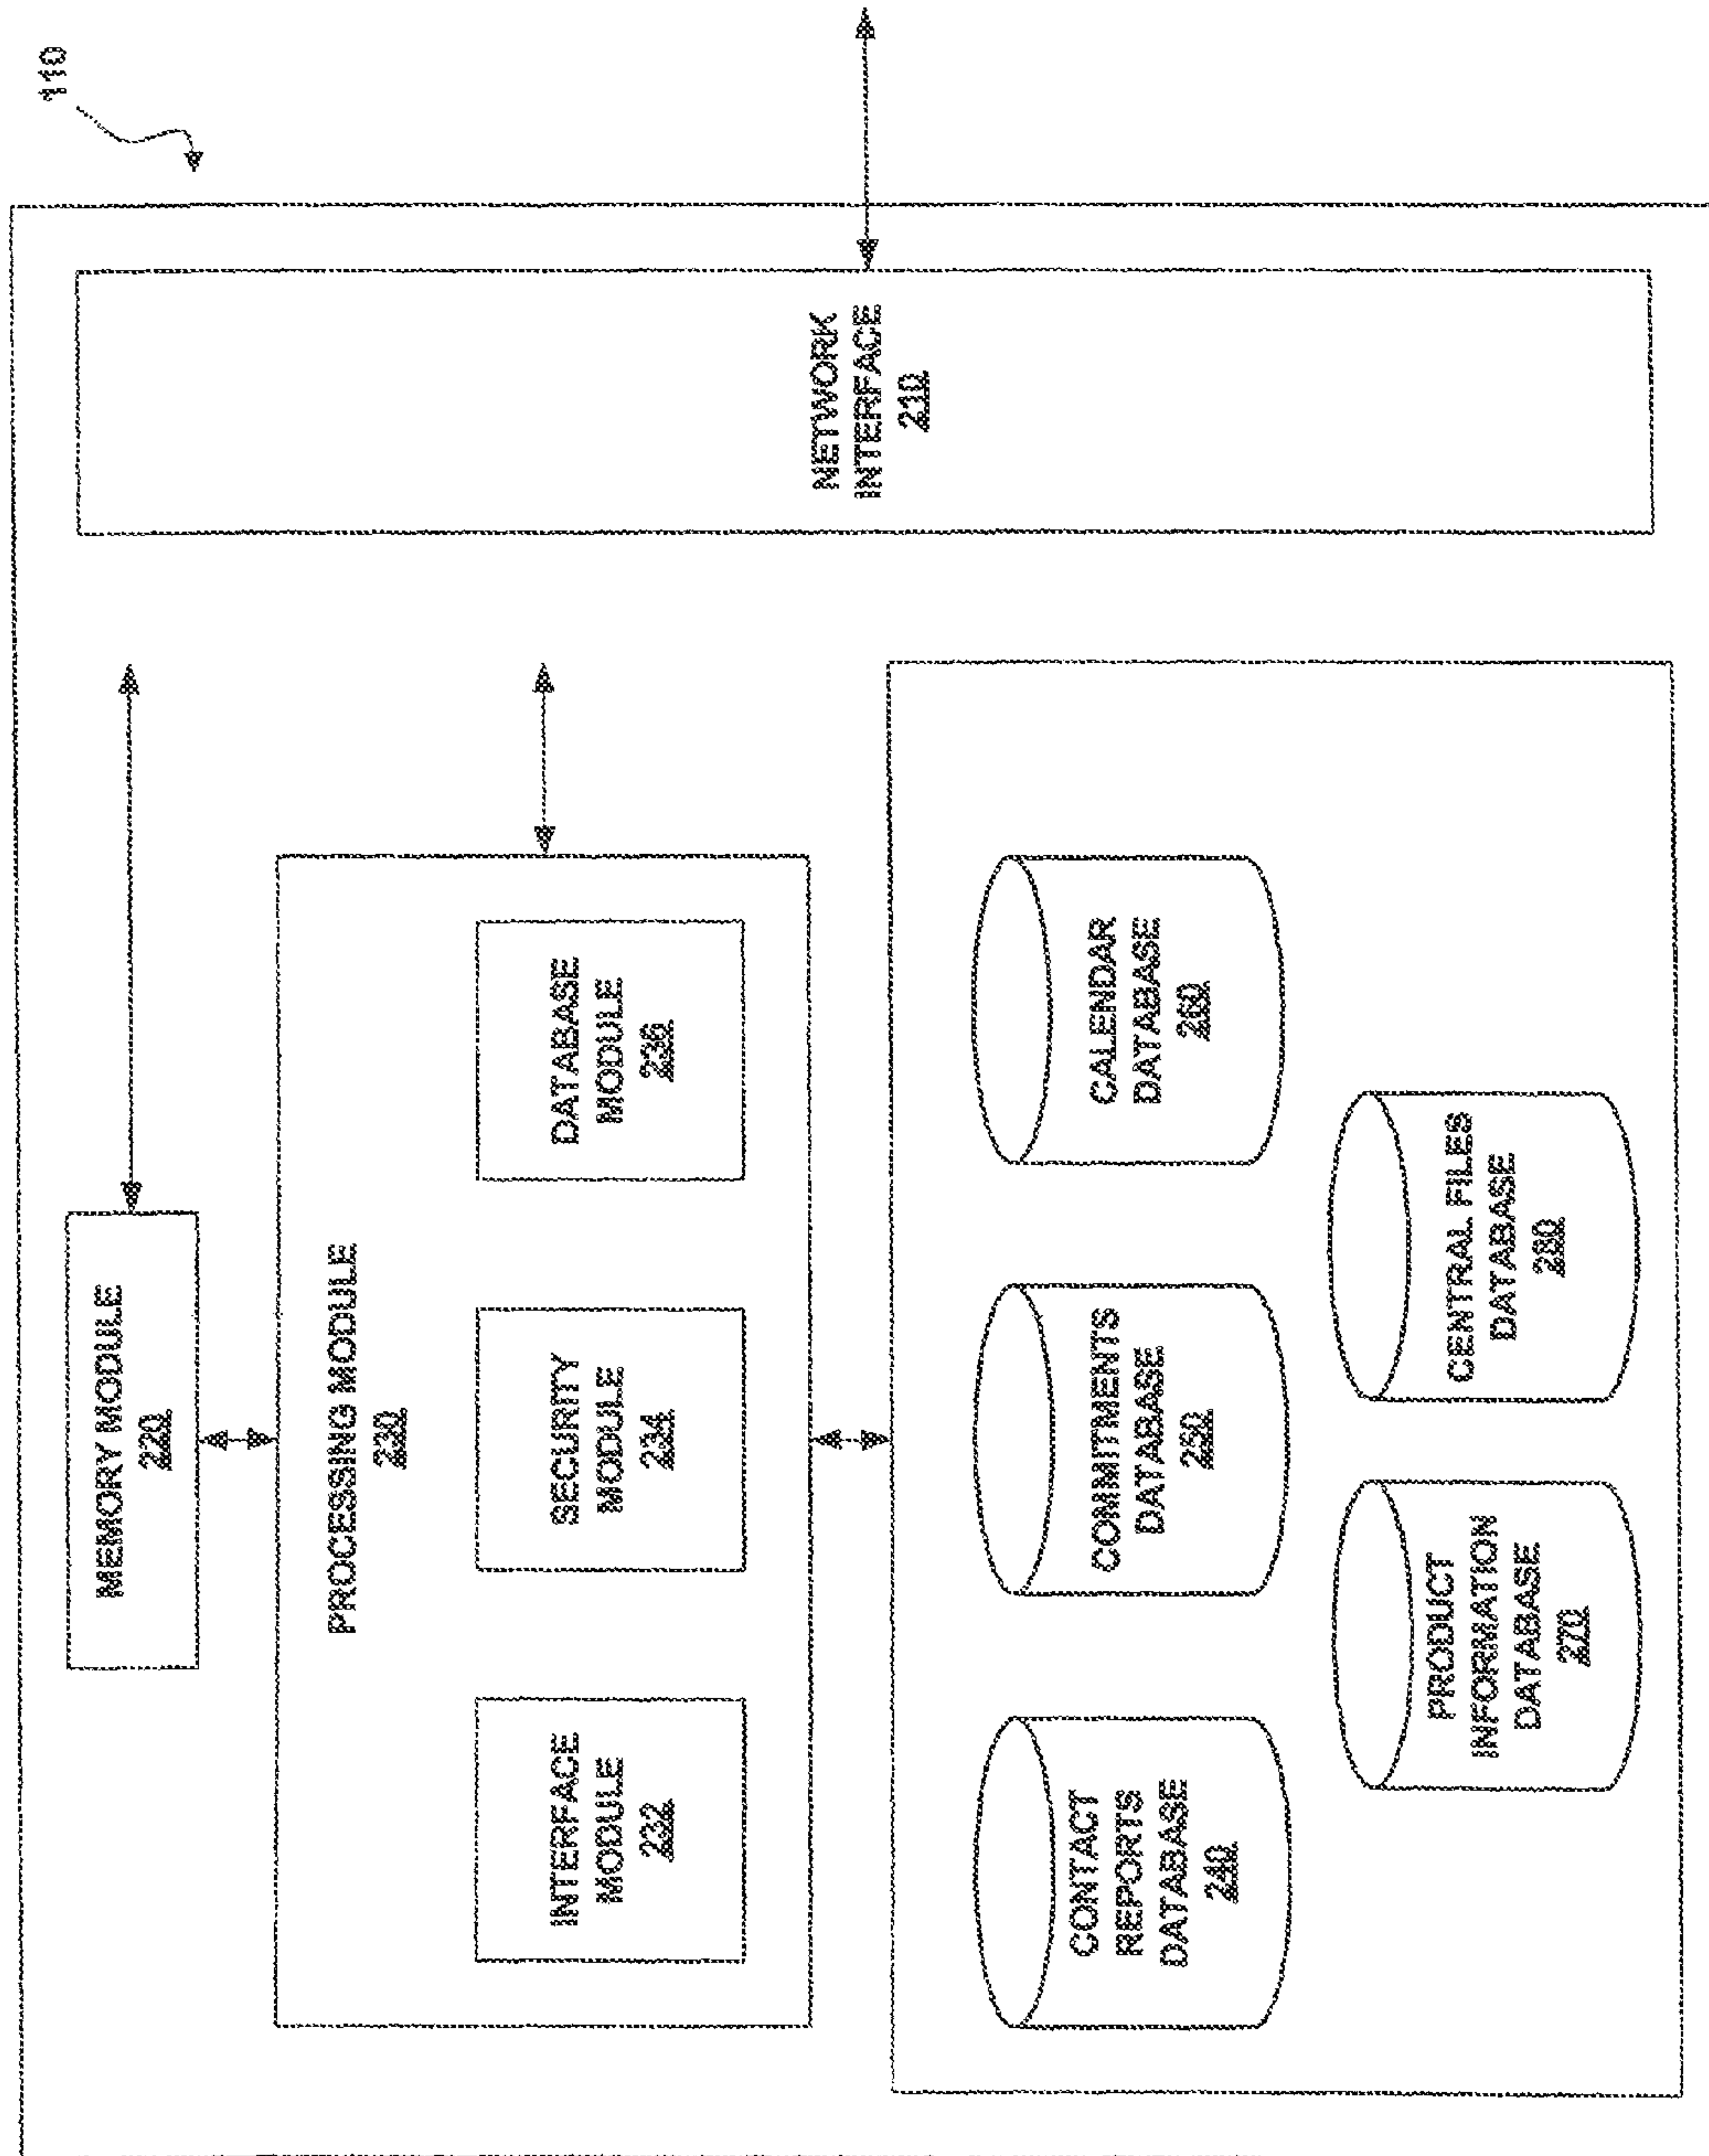 110
NETWORK
INTERFACE
210
MEMORY MODULE
220
PROCESSING MODULE
230
INTERFACE
MODULE
232
SECURITY
MODULE
234
DATABASE
MODULE
236
CONTACT
REPORTS
DATABASE
240
COMMITMENTS
DATABASE
250
CALENDAR
DATABASE
260
PRODUCT
INFORMATION
DATABASE
270
CENTRAL FILES
DATABASE
280